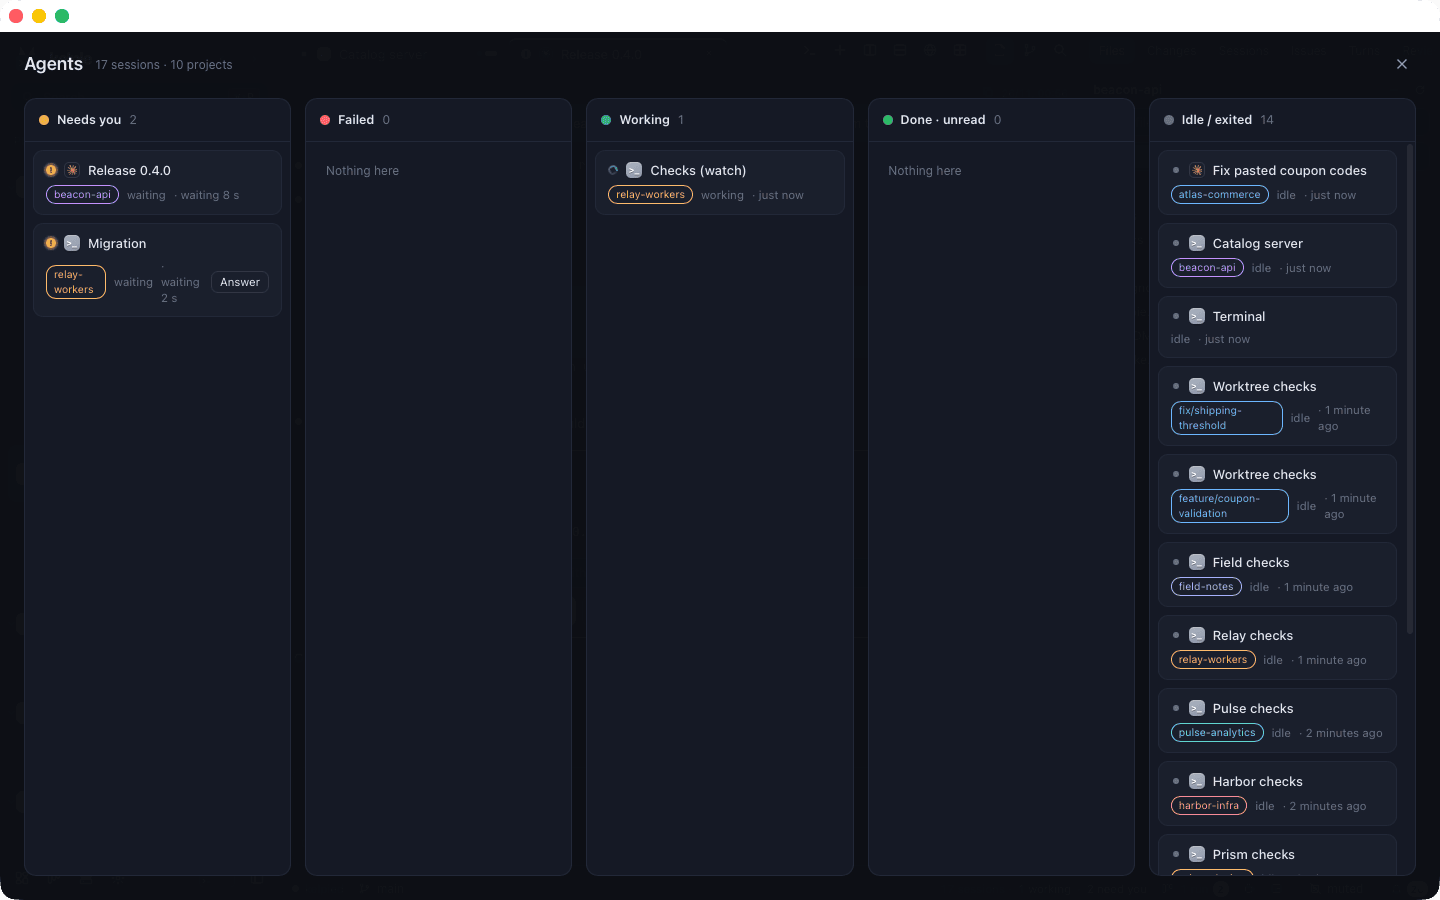 Agents 17 sessions · 10 projects
Needs you 2
Release 0.4.0
beacon-api waiting · waiting 8 s
Migration
relay-workers waiting · waiting 2 s Answer
Failed 0
Nothing here
Working 1
Checks (watch)
relay-workers working · just now
Done · unread 0
Nothing here
Idle / exited 14
Fix pasted coupon codes
atlas-commerce idle · just now
Catalog server
beacon-api idle · just now
Terminal
idle · just now
Worktree checks
fix/shipping-threshold idle · 1 minute ago
Worktree checks
feature/coupon-validation idle · 1 minute ago
Field checks
field-notes idle · 1 minute ago
Relay checks
relay-workers idle · 1 minute ago
Pulse checks
pulse-analytics idle · 2 minutes ago
Harbor checks
harbor-infra idle · 2 minutes ago
Prism checks